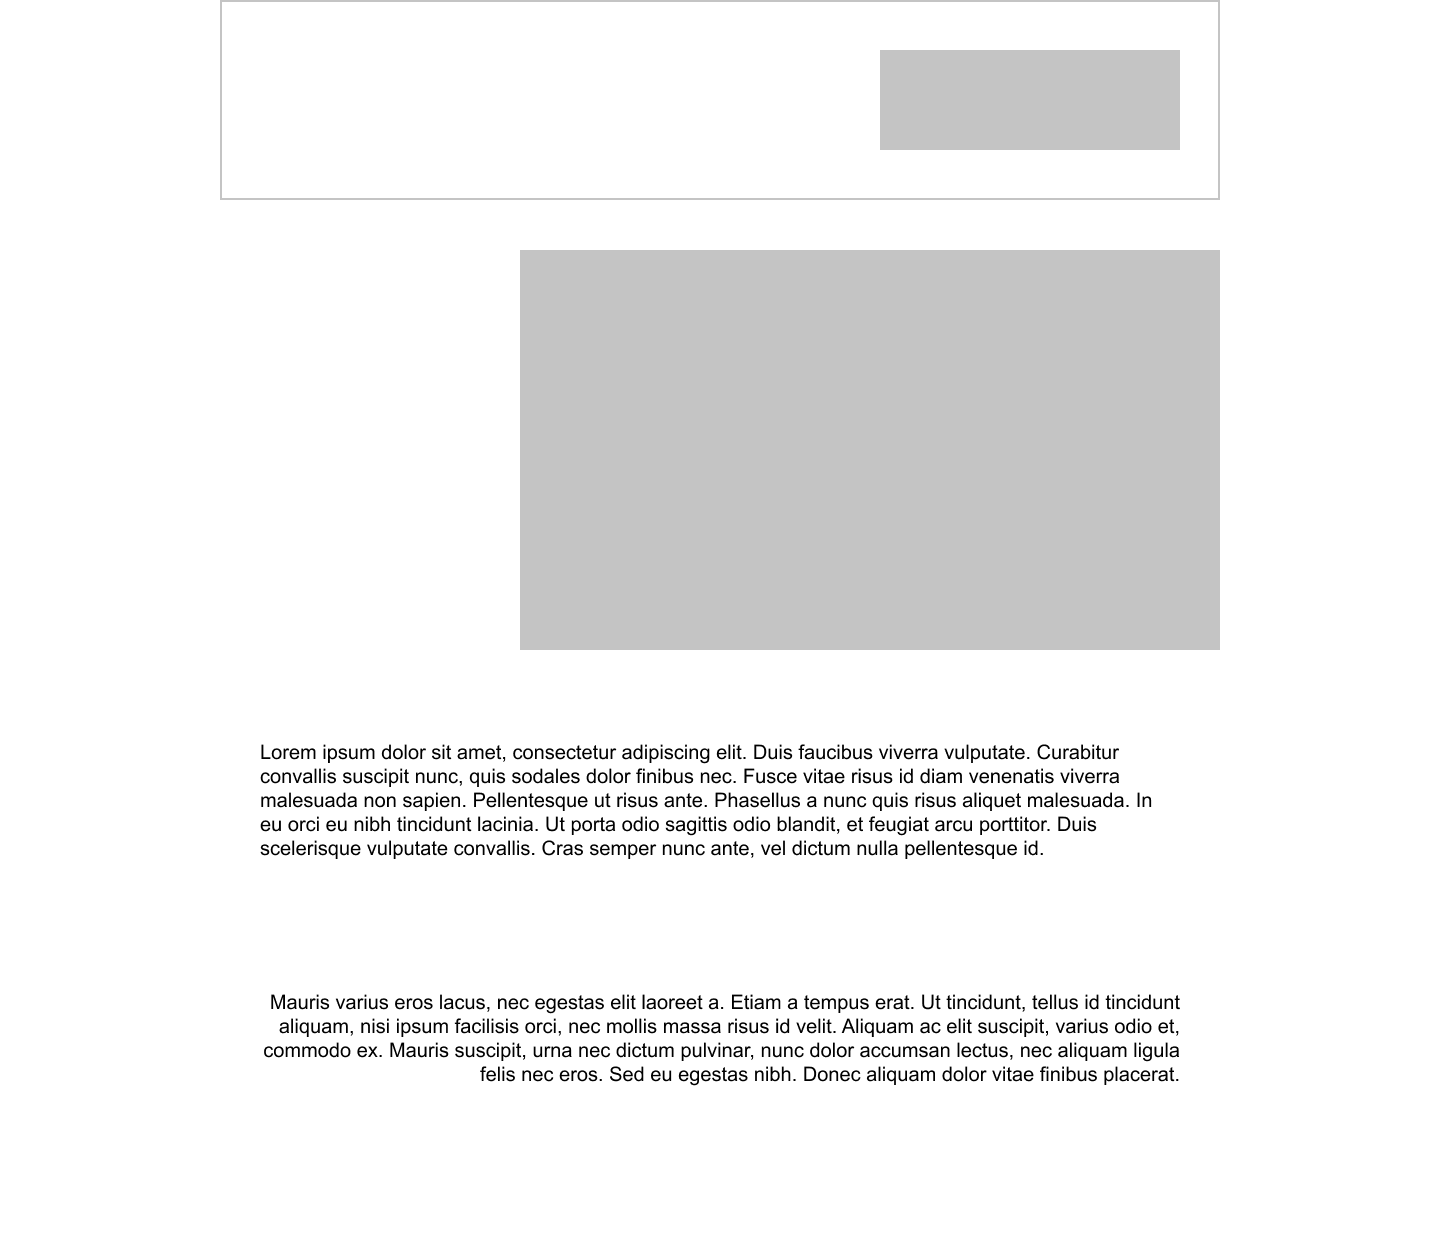 Lorem ipsum dolor sit amet, consectetur adipiscing elit. Duis faucibus viverra vulputate. Curabitur
convallis suscipit nunc, quis sodales dolor finibus nec. Fusce vitae risus id diam venenatis viverra
malesuada non sapien. Pellentesque ut risus ante. Phasellus a nunc quis risus aliquet malesuada. In
eu orci eu nibh tincidunt lacinia. Ut porta odio sagittis odio blandit, et feugiat arcu porttitor. Duis
scelerisque vulputate convallis. Cras semper nunc ante, vel dictum nulla pellentesque id.
Mauris varius eros lacus, nec egestas elit laoreet a. Etiam a tempus erat. Ut tincidunt, tellus id tincidunt
aliquam, nisi ipsum facilisis orci, nec mollis massa risus id velit. Aliquam ac elit suscipit, varius odio et,
commodo ex. Mauris suscipit, urna nec dictum pulvinar, nunc dolor accumsan lectus, nec aliquam ligula
felis nec eros. Sed eu egestas nibh. Donec aliquam dolor vitae finibus placerat.